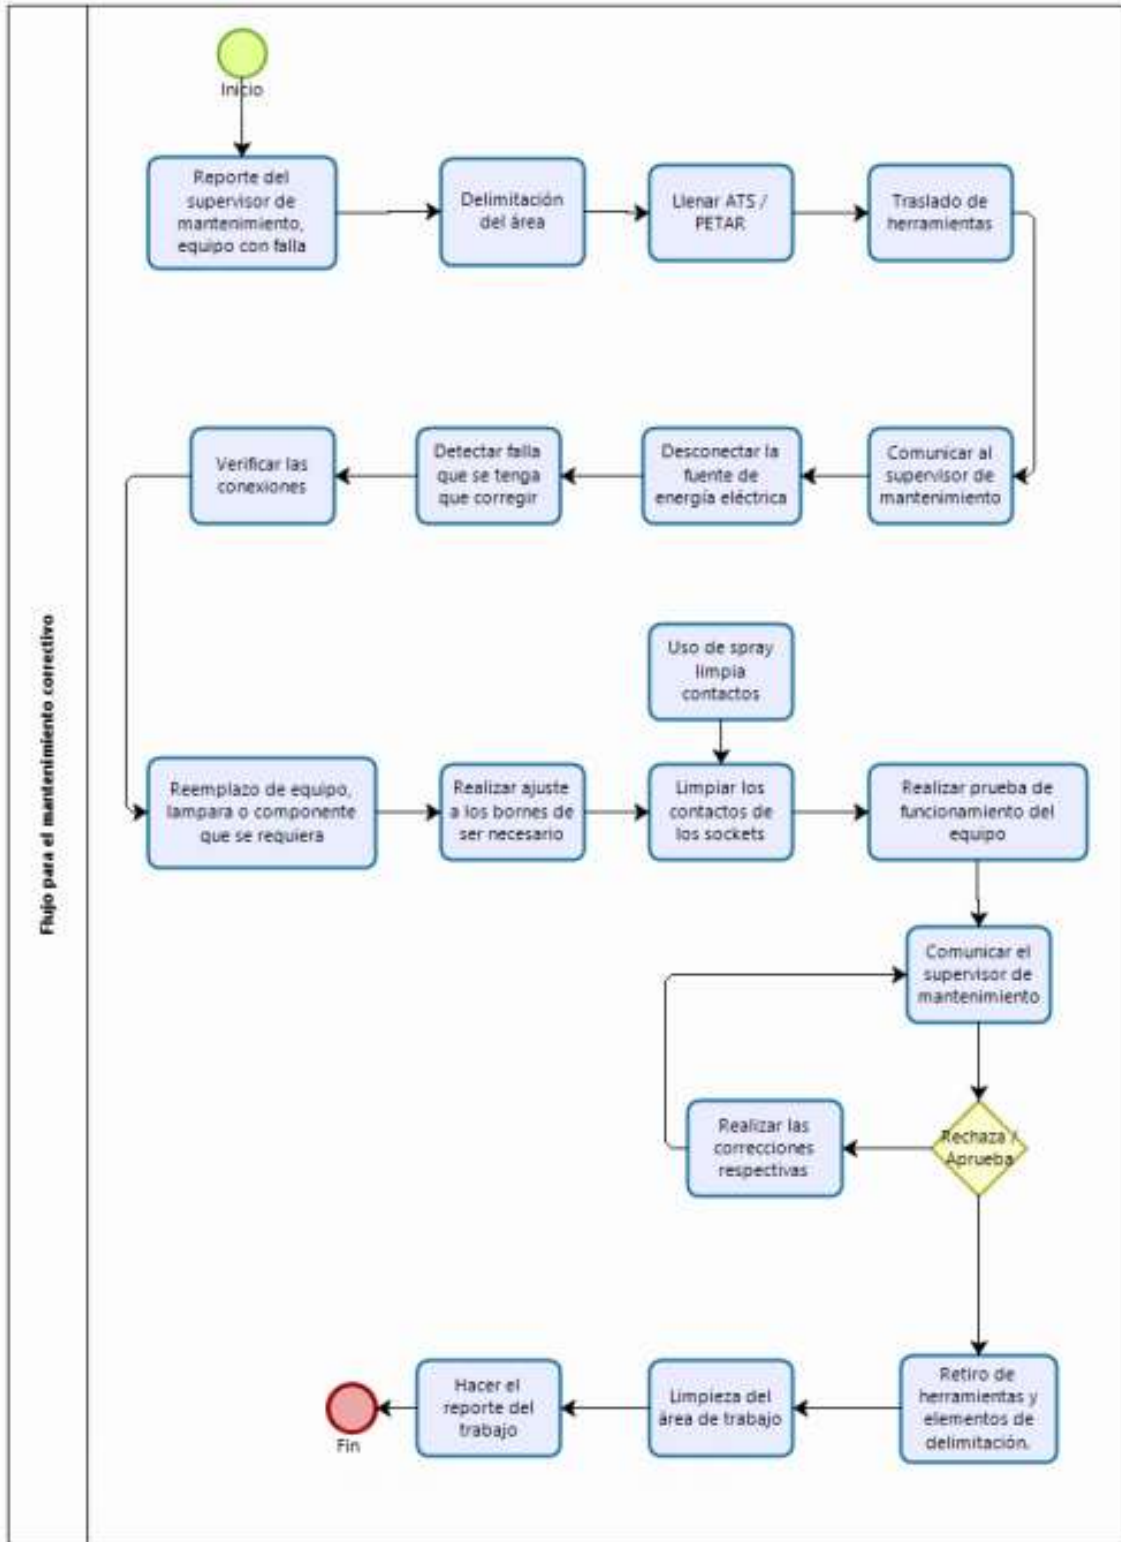 Flujo para el mantenimiento correctivo
Inicio
Reporte del
supervisor de
mantenimiento,
equipo con falla
Delimitación
del área
Llenar ATS /
PETAR
Traslado de
herramientas
Comunicar al
supervisor de
mantenimiento
Desconectar la
fuente de
energía eléctrica
Detectar falla
que se tenga
que corregir
Verificar las
conexiones
Reemplazo de equipo,
lampara o componente
que se requiera
Realizar ajuste
a los bornes de
ser necesario
Uso de spray
limpia
contactos
Limpiar los
contactos de
los sockets
Realizar prueba de
funcionamiento del
equipo
Comunicar el
supervisor de
mantenimiento
Rechaza /
Aprueba
Realizar las
correcciones
respectivas
Retiro de
herramientas y
elementos de
delimitación.
Limpieza del
área de trabajo
Hacer el
reporte del
trabajo
Fin